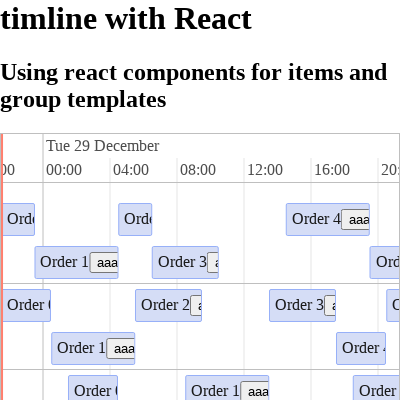 timline with React
Using react components for items and
group templates
Tue 29 December
00 00:00 04:00 08:00 12:00 16:00 20:
Orde Orde Order 4 aaa
Order 1 aaa Order 3 a Ord
Order Order 2 a Order 3 a
Order 1 aaa Order
Order Order 1 aaa Order